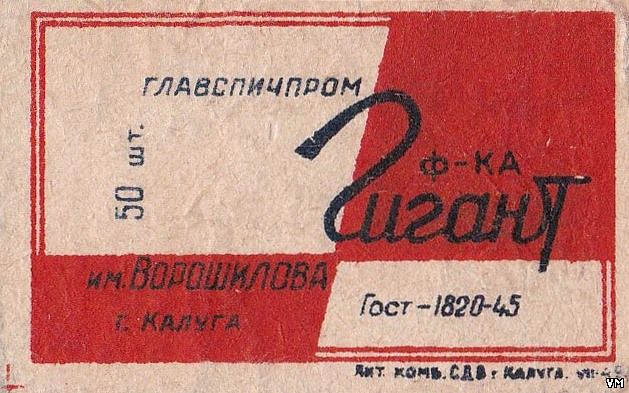 ГЛАВСПИЧПРОМ
50 шт.
Ф-КА
Гигант
им. ВОРОШИЛОВА
г. КАЛУГА
ГОСТ-1820-45
Лит. комб. СДВ г Калуга.
VM